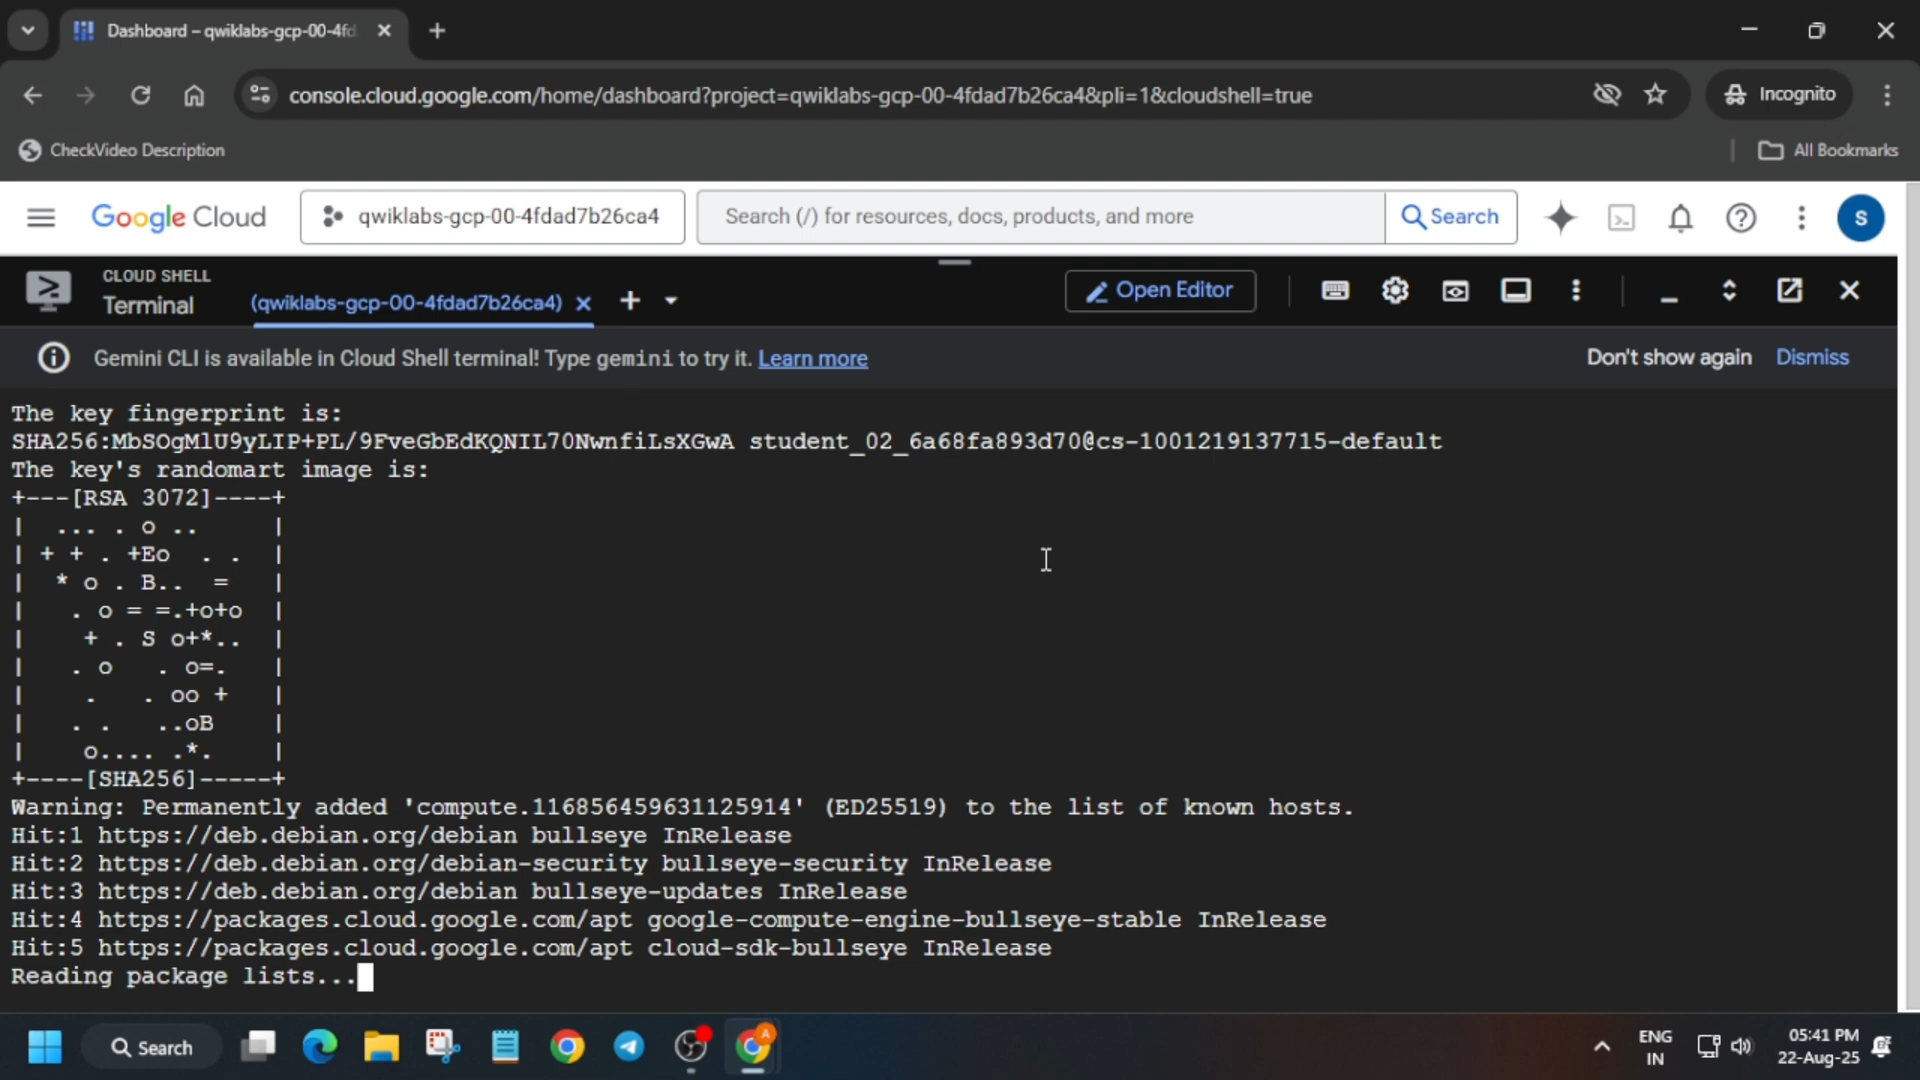 Dashboard – qwiklabs-gcp-00-4fd
console.cloud.google.com/home/dashboard?project=qwiklabs-gcp-00-4fdad7b26ca4&pli=1&cloudshell=true
Incognito
CheckVideo Description
All Bookmarks
Google Cloud
qwiklabs-gcp-00-4fdad7b26ca4
Search (/) for resources, docs, products, and more
Search
S
CLOUD SHELL
Terminal
(qwiklabs-gcp-00-4fdad7b26ca4)
Open Editor
Gemini CLI is available in Cloud Shell terminal! Type gemini to try it. Learn more
Don't show again
Dismiss
The key fingerprint is:
SHA256:MbSOgMlU9yLIP+PL/9FveGbEdKQNIL70NwnfiLsXGwA student_02_6a68fa893d70@cs-1001219137715-default
The key's randomart image is:
+---[RSA 3072]----+
|  ... . o ..     |
| + + . +Eo  . .  |
|  * o . B..  =   |
|   . o = =.+o+o  |
|    + . S o+*..  |
|   . o   . o=.   |
|    .   . oo +   |
|   . .   ..oB    |
|    o.... .*.    |
+----[SHA256]-----+
Warning: Permanently added 'compute.116856459631125914' (ED25519) to the list of known hosts.
Hit:1 https://deb.debian.org/debian bullseye InRelease
Hit:2 https://deb.debian.org/debian-security bullseye-security InRelease
Hit:3 https://deb.debian.org/debian bullseye-updates InRelease
Hit:4 https://packages.cloud.google.com/apt google-compute-engine-bullseye-stable InRelease
Hit:5 https://packages.cloud.google.com/apt cloud-sdk-bullseye InRelease
Reading package lists...
Search
ENG
IN
05:41 PM
22-Aug-25